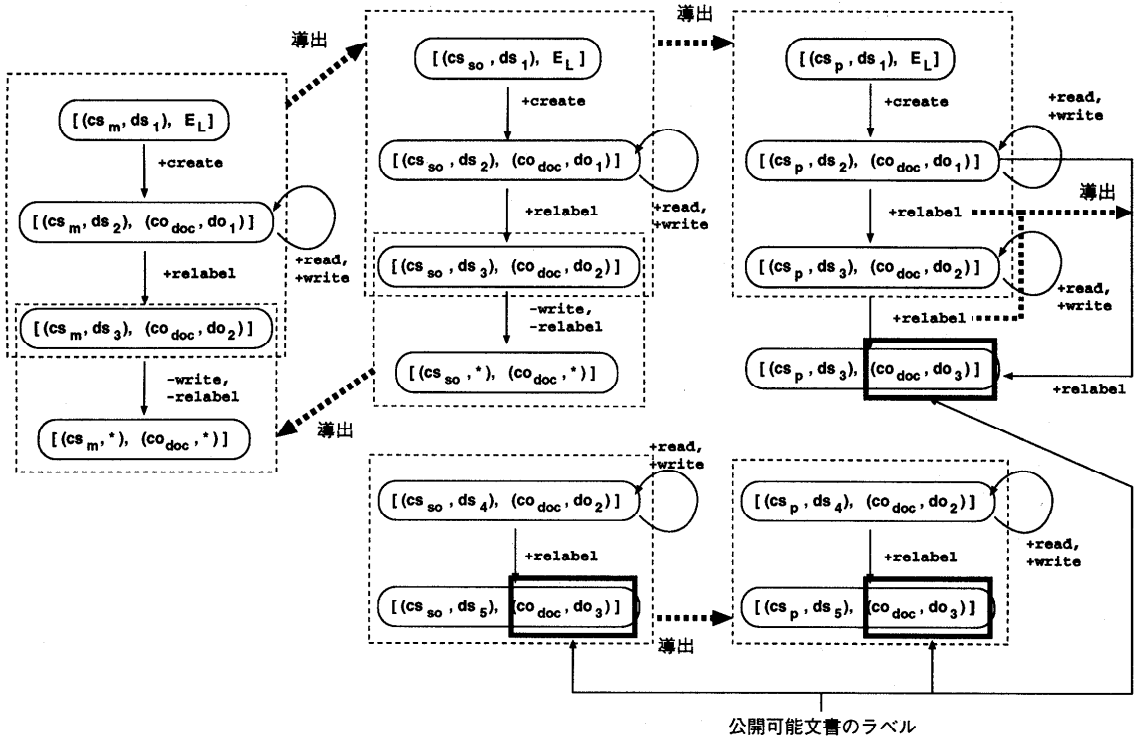 導出
[(cs_m, ds_1), E_L]
+create
[(cs_m, ds_2), (co_doc, do_1)]
+read,
+write
+relabel
[(cs_m, ds_3), (co_doc, do_2)]
-write,
-relabel
[(cs_m, *), (co_doc, *)]
[(cs_so, ds_1), E_L]
+create
[(cs_so, ds_2), (co_doc, do_1)]
+read,
+write
+relabel
[(cs_so, ds_3), (co_doc, do_2)]
-write,
-relabel
[(cs_so, *), (co_doc, *)]
導出
導出
[(cs_p, ds_1), E_L]
+create
+read,
+write
[(cs_p, ds_2), (co_doc, do_1)]
導出
+relabel
[(cs_p, ds_3), (co_doc, do_2)]
+read,
+write
+relabel
[(cs_p, ds_3), (co_doc, do_3)]
+relabel
+read,
+write
[(cs_so, ds_4), (co_doc, do_2)]
+relabel
[(cs_so, ds_5), (co_doc, do_3)]
導出
[(cs_p, ds_4), (co_doc, do_2)]
+read,
+write
+relabel
[(cs_p, ds_5), (co_doc, do_3)]
公開可能文書のラベル